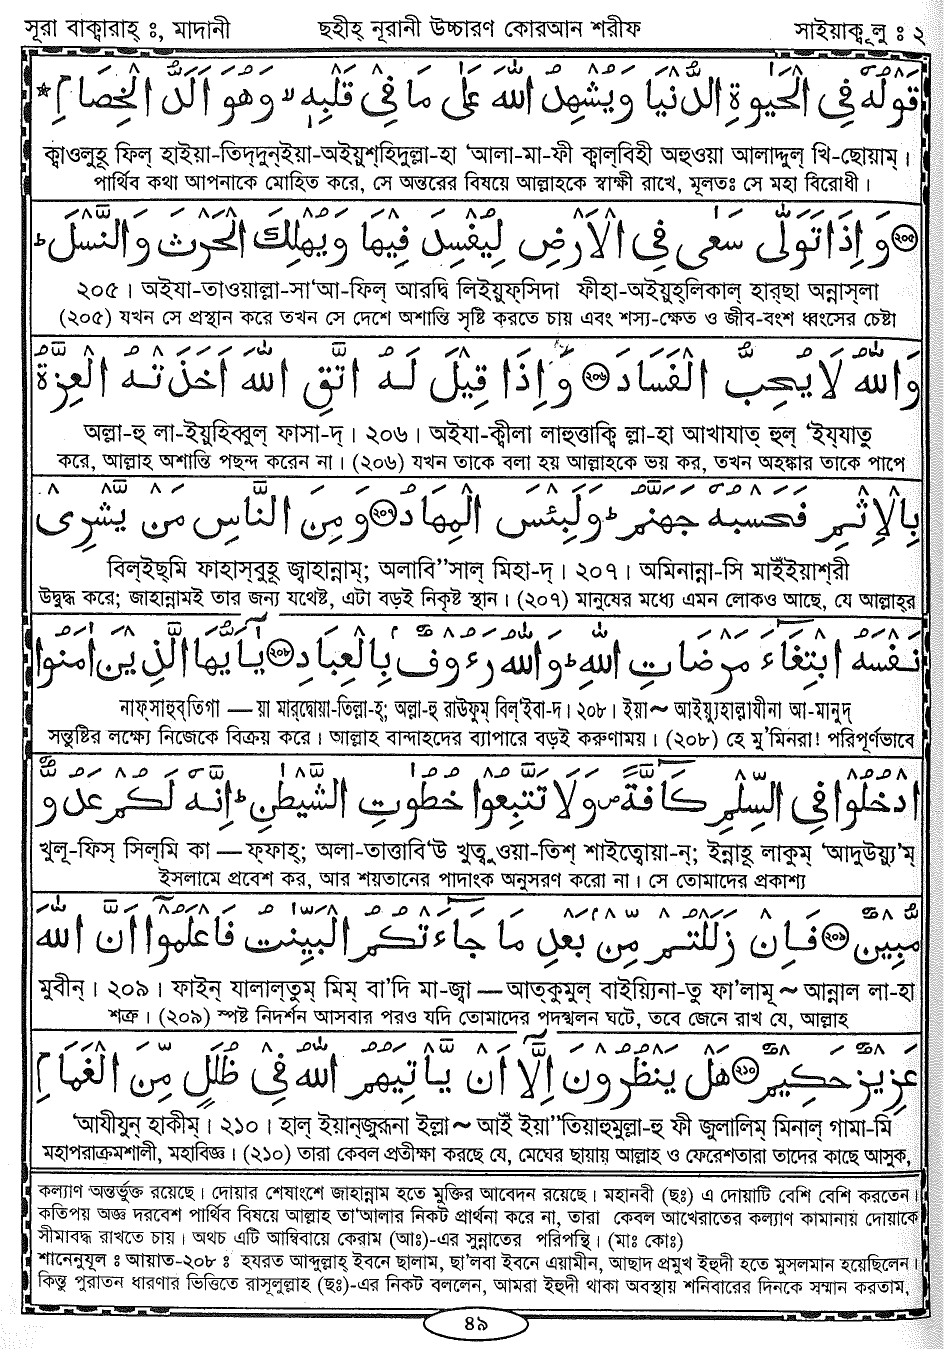 সূরা বাক্বারাহ্ ঃ, মাদানী ছহীহ্ নূরানী উচ্চারণ কোরআন শরীফ সাইয়াক্বূলু ঃ ২
قَوْلُهٗ فِی الْحَیٰوةِ الدُّنْیَا وَیُشْهِدُ اللّٰهَ عَلٰی مَا فِیْ قَلْبِهٖ ۙ وَهُوَ اَلَدُّ الْخِصَامِ
ক্বাওলুহূ ফিল্ হাইয়া-তিদ্দুন্ইয়া-অইয়ুশ্হিদুল্লা-হা ‘আলা-মা-ফী ক্বাল্বিহী অহুওয়া আলাদ্দুল্ খি-ছোয়াম্।
পার্থিব কথা আপনাকে মোহিত করে, সে অন্তরের বিষয়ে আল্লাহকে স্বাক্ষী রাখে, মূলতঃ সে মহা বিরোধী।
২০৫ وَ اِذَا تَوَلّٰی سَعٰی فِی الْاَرْضِ لِیُفْسِدَ فِیْهَا وَیُهْلِكَ الْحَرْثَ وَالنَّسْلَ ؕ
২০৫। অইযা-তাওয়াল্লা-সা‘আ-ফিল্ আরদ্বি লিইয়ুফ্সিদা ফীহা-অইয়ুহ্লিকাল্ হার্ছা অন্নাস্লা
(২০৫) যখন সে প্রস্থান করে তখন সে দেশে অশান্তি সৃষ্টি করতে চায় এবং শস্য-ক্ষেত ও জীব-বংশ ধ্বংসের চেষ্টা
وَاللّٰهُ لَا یُحِبُّ الْفَسَادَ ২০৬ وَ اِذَا قِیْلَ لَهُ اتَّقِ اللّٰهَ اَخَذَتْهُ الْعِزَّةُ
অল্লা-হু লা-ইয়ুহিব্বুল্ ফাসা-দ্। ২০৬। অইযা-ক্বীলা লাহুত্তাক্বি ল্লা-হা আখাযাত্ হুল্ ‘ইয্যাতু
করে, আল্লাহ অশান্তি পছন্দ করেন না। (২০৬) যখন তাকে বলা হয় আল্লাহকে ভয় কর, তখন অহঙ্কার তাকে পাপে
بِالْاِثْمِ فَحَسْبُهٗ جَهَنَّمُ ؕ وَلَبِئْسَ الْمِهَادُ ২০৭ وَ مِنَ النَّاسِ مَنْ یَّشْرِیْ
বিল্ইছ্মি ফাহাস্বুহূ জ্বাহান্নাম্; অলাবি”সাল্ মিহা-দ্। ২০৭। অমিনান্না-সি মাইঁইয়াশ্রী
উদ্বুদ্ধ করে; জাহান্নামই তার জন্য যথেষ্ট, এটা বড়ই নিকৃষ্ট স্থান। (২০৭) মানুষের মধ্যে এমন লোকও আছে, যে আল্লাহ্র
نَفْسَهُ ابْتِغَآءَ مَرْضَاتِ اللّٰهِ ؕ وَاللّٰهُ رَءُوْفٌۢ بِالْعِبَادِ ২০৮ یٰۤاَیُّهَا الَّذِیْنَ اٰمَنُوا
নাফ্সাহুব্তিগা — য়া মার্দ্বোয়া-তিল্লা-হ্; অল্লা-হু রাউফুম্ বিল্‘ইবা-দ। ২০৮। ইয়া~ আইয়্যুহাল্লাযীনা আ-মানুদ্
সন্তুষ্টির লক্ষ্যে নিজেকে বিক্রয় করে। আল্লাহ বান্দাহদের ব্যাপারে বড়ই করুণাময়। (২০৮) হে মু’মিনরা! পরিপূর্ণভাবে
ادْخُلُوْا فِی السِّلْمِ كَآفَّةً ۪ وَلَا تَتَّبِعُوْا خُطُوٰتِ الشَّیْطٰنِ ؕ اِنَّهٗ لَكُمْ عَدُوٌّ
খুলূ-ফিস্ সিল্মি কা — ফ্ফাহ্; অলা-তাত্তাবি‘উ খুত্বুওয়া-তিশ্ শাইত্বোয়া-ন্; ইন্নাহূ লাকুম্ ‘আদুউয়্যুম্
ইসলামে প্রবেশ কর, আর শয়তানের পাদাংক অনুসরণ করো না। সে তোমাদের প্রকাশ্য
مُّبِیْنٌ ২০৯ فَاِنْ زَلَلْتُمْ مِّنْۢ بَعْدِ مَا جَآءَتْكُمُ الْبَیِّنٰتُ فَاعْلَمُوْۤا اَنَّ اللّٰهَ
মুবীন্। ২০৯। ফাইন্ যালাল্তুম্ মিম্ বা’দি মা-জ্বা — আত্কুমুল্ বাইয়্যিনা-তু ফা’লামূ ~ আন্নাল লা-হা
শত্রু। (২০৯) স্পষ্ট নিদর্শন আসবার পরও যদি তোমাদের পদস্খলন ঘটে, তবে জেনে রাখ যে, আল্লাহ
عَزِیْزٌ حَكِیْمٌ ২১০ هَلْ یَنْظُرُوْنَ اِلَّاۤ اَنْ یَّاْتِیَهُمُ اللّٰهُ فِیْ ظُلَلٍ مِّنَ الْغَمَامِ
‘আযীযুন্ হাকীম্। ২১০। হাল্ ইয়ান্জুরূনা ইল্লা~ আইঁ ইয়া”তিয়াহুমুল্লা-হু ফী জুলালিম্ মিনাল্ গামা-মি
মহাপরাক্রমশালী, মহাবিজ্ঞ। (২১০) তারা কেবল প্রতীক্ষা করছে যে, মেঘের ছায়ায় আল্লাহ ও ফেরেশতারা তাদের কাছে আসুক,
কল্যাণ অন্তর্ভুক্ত রয়েছে। দোয়ার শেষাংশে জাহান্নাম হতে মুক্তির আবেদন রয়েছে। মহানবী (ছঃ) এ দোয়াটি বেশি বেশি করতেন।
কতিপয় অজ্ঞ দরবেশ পার্থিব বিষয়ে আল্লাহ তা‘আলার নিকট প্রার্থনা করে না, তারা কেবল আখেরাতের কল্যাণ কামানায় দোয়াকে
সীমাবদ্ধ রাখতে চায়। অথচ এটি আম্বিবায়ে কেরাম (আঃ)-এর সুন্নাতের পরিপন্থি। (মাঃ কোঃ)
শানেনুযূল ঃ আয়াত-২০৮ ঃ হযরত আব্দুল্লাহ্ ইবনে ছালাম, ছা‘লবা ইবনে এয়ামীন, আছাদ প্রমুখ ইহুদী হতে মুসলমান হয়েছিলেন।
কিন্তু পুরাতন ধারণার ভিত্তিতে রাসূলুল্লাহ্ (ছঃ)-এর নিকট বললেন, আমরা ইহুদী থাকা অবস্থায় শনিবারের দিনকে সম্মান করতাম,
৪৯